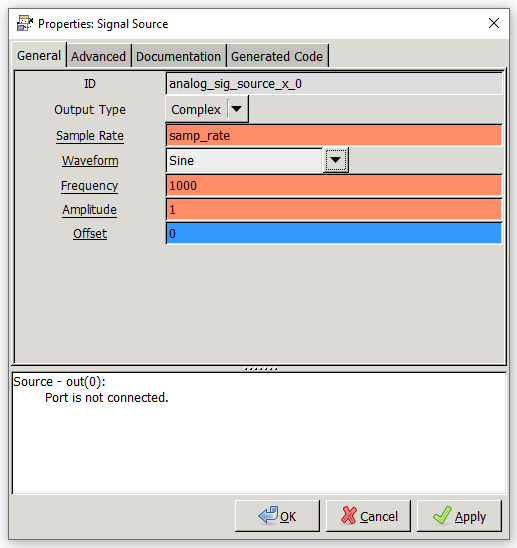 Properties: Signal Source
General Advanced Documentation Generated Code
ID analog_sig_source_x_0
Output Type Complex
Sample Rate samp_rate
Waveform Sine
Frequency 1000
Amplitude 1
Offset 0
Source - out(0):
Port is not connected.
OK Cancel Apply